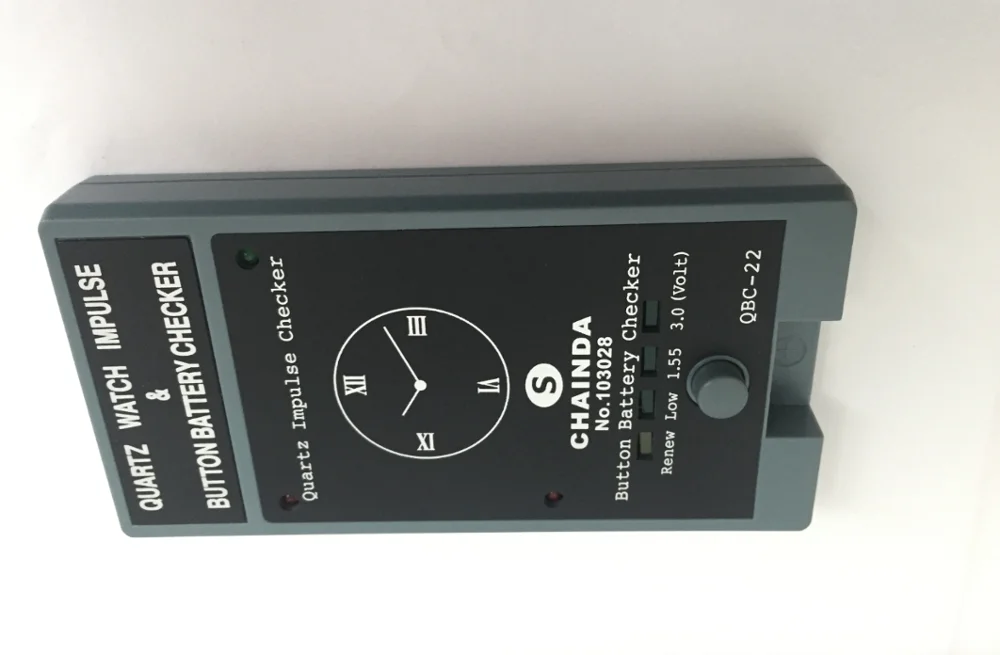 QUARTZ WATCH IMPULSE
&
BUTTON BATTERY CHECKER
Quartz Impulse Checker
XII
IX III
VI
S
CHAINDA
No.103028
Button Battery Checker
Renew Low 1.55 3.0 (Volt)
QBC-22